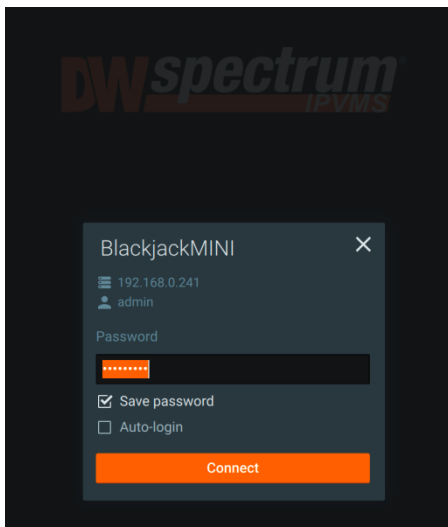 DW spectrum®
IPVMS
BlackjackMINI
192.168.0.241
admin
Password
•••••••••
Save password
Auto-login
Connect